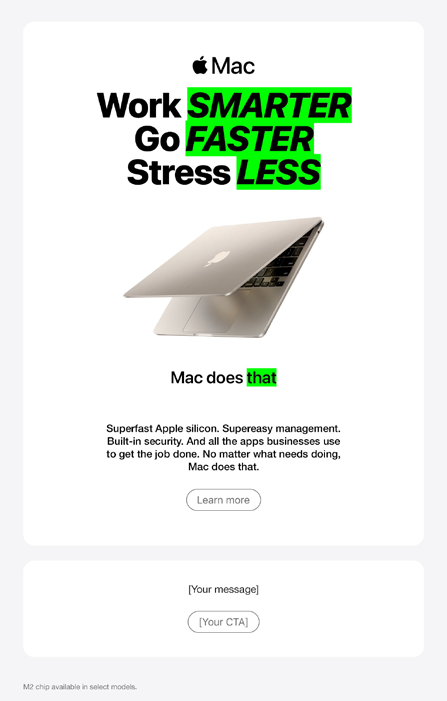 Mac
Work SMARTER
Go FASTER
Stress LESS
Mac does that
Superfast Apple silicon. Supereasy management.
Built-in security. And all the apps businesses use
to get the job done. No matter what needs doing,
Mac does that.
Learn more
[Your message]
[Your CTA]
M2 chip available in select models.